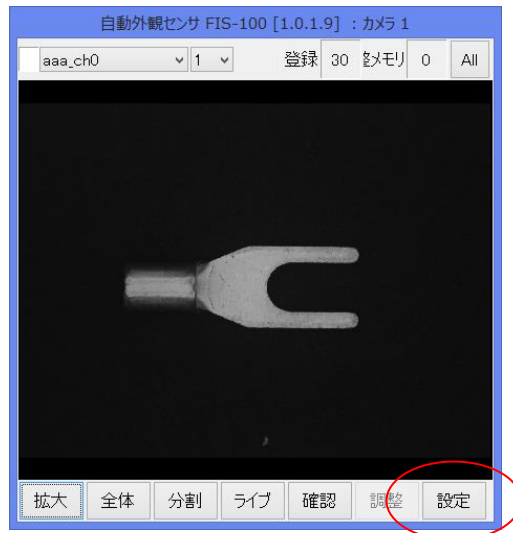 自動外観センサ FIS-100 [1.0.1.9] : カメラ 1
aaa_ch0 1 登録 30 メモリ 0 All
拡大 全体 分割 ライブ 確認 調整 設定